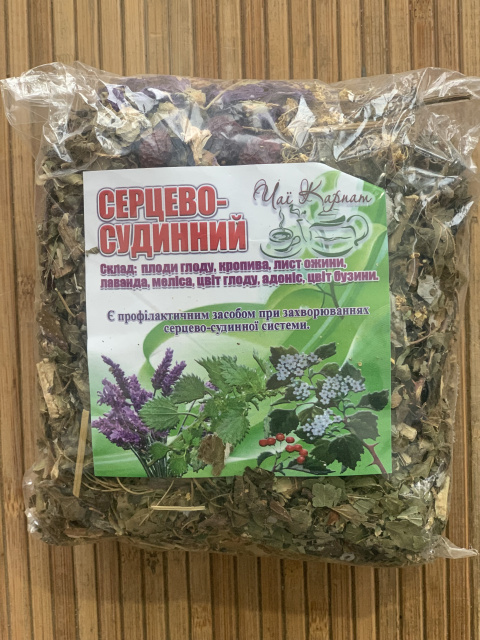 Чаї Карпат
СЕРЦЕВО-
СУДИННИЙ
Склад: плоди глоду, кропива, лист ожини,
лаванда, меліса, цвіт глоду, адоніс, цвіт бузини.
Є профілактичним засобом при захворюваннях
серцево-судинної системи.